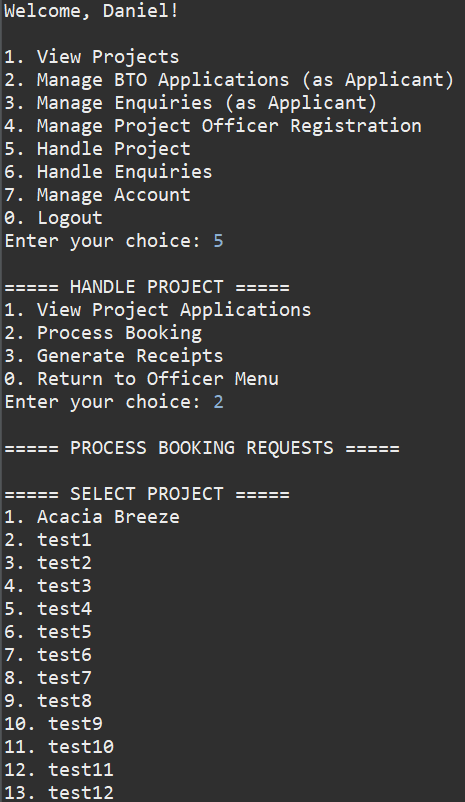 Welcome, Daniel!
1. View Projects
2. Manage BTO Applications (as Applicant)
3. Manage Enquiries (as Applicant)
4. Manage Project Officer Registration
5. Handle Project
6. Handle Enquiries
7. Manage Account
0. Logout
Enter your choice: 5
===== HANDLE PROJECT =====
1. View Project Applications
2. Process Booking
3. Generate Receipts
0. Return to Officer Menu
Enter your choice: 2
===== PROCESS BOOKING REQUESTS =====
===== SELECT PROJECT =====
1. Acacia Breeze
2. test1
3. test2
4. test3
5. test4
6. test5
7. test6
8. test7
9. test8
10. test9
11. test10
12. test11
13. test12